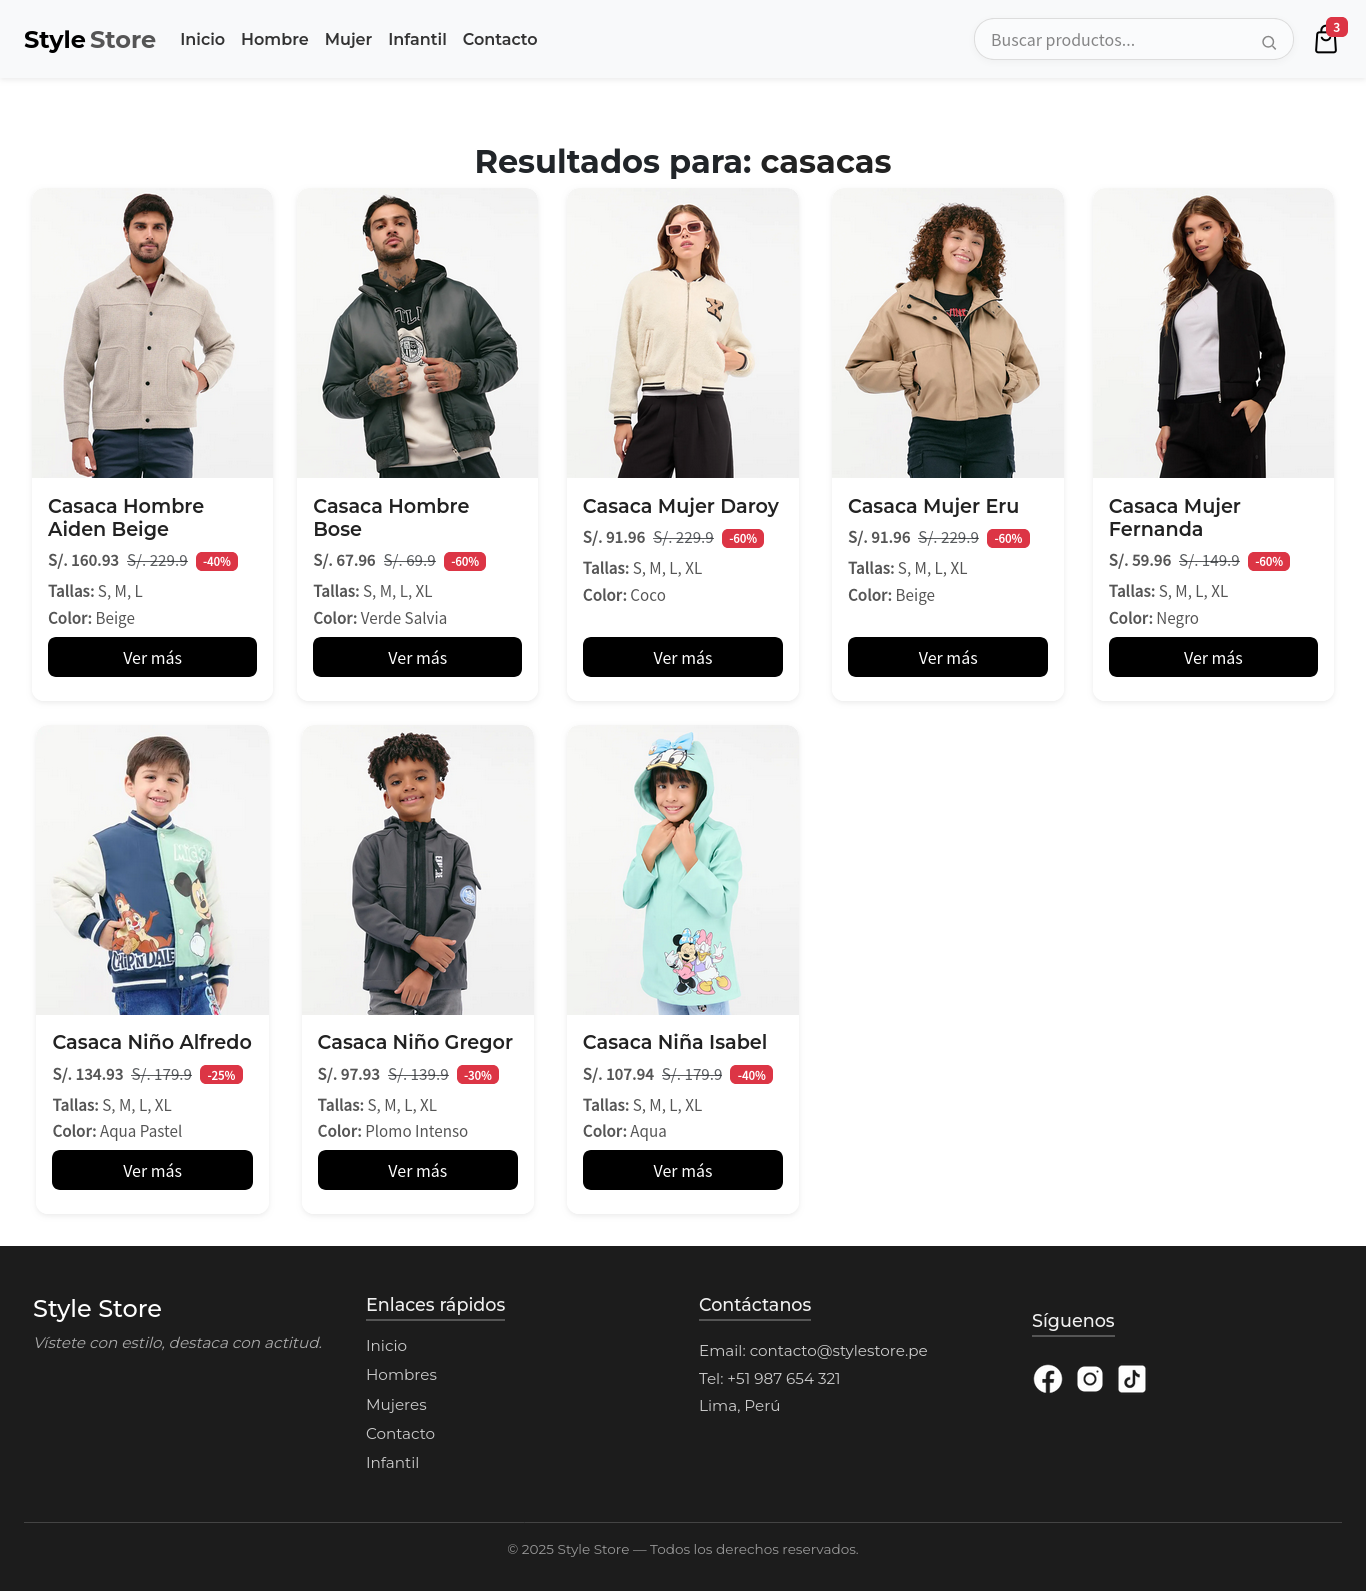 Style Store
Inicio
Hombre
Mujer
Infantil
Contacto
Buscar productos...
3
Resultados para: casacas
Casaca Hombre
Aiden Beige
S/. 160.93 S/. 229.9 -40%
Tallas: S, M, L
Color: Beige
Ver más
Casaca Hombre
Bose
S/. 67.96 S/. 69.9 -60%
Tallas: S, M, L, XL
Color: Verde Salvia
Ver más
Casaca Mujer Daroy
S/. 91.96 S/. 229.9 -60%
Tallas: S, M, L, XL
Color: Coco
Ver más
Casaca Mujer Eru
S/. 91.96 S/. 229.9 -60%
Tallas: S, M, L, XL
Color: Beige
Ver más
Casaca Mujer
Fernanda
S/. 59.96 S/. 149.9 -60%
Tallas: S, M, L, XL
Color: Negro
Ver más
CHIP'N DALE
Casaca Niño Alfredo
S/. 134.93 S/. 179.9 -25%
Tallas: S, M, L, XL
Color: Aqua Pastel
Ver más
Casaca Niño Gregor
S/. 97.93 S/. 139.9 -30%
Tallas: S, M, L, XL
Color: Plomo Intenso
Ver más
Casaca Niña Isabel
S/. 107.94 S/. 179.9 -40%
Tallas: S, M, L, XL
Color: Aqua
Ver más
Style Store
Vístete con estilo, destaca con actitud.
Enlaces rápidos
Inicio
Hombres
Mujeres
Contacto
Infantil
Contáctanos
Email: contacto@stylestore.pe
Tel: +51 987 654 321
Lima, Perú
Síguenos
© 2025 Style Store — Todos los derechos reservados.